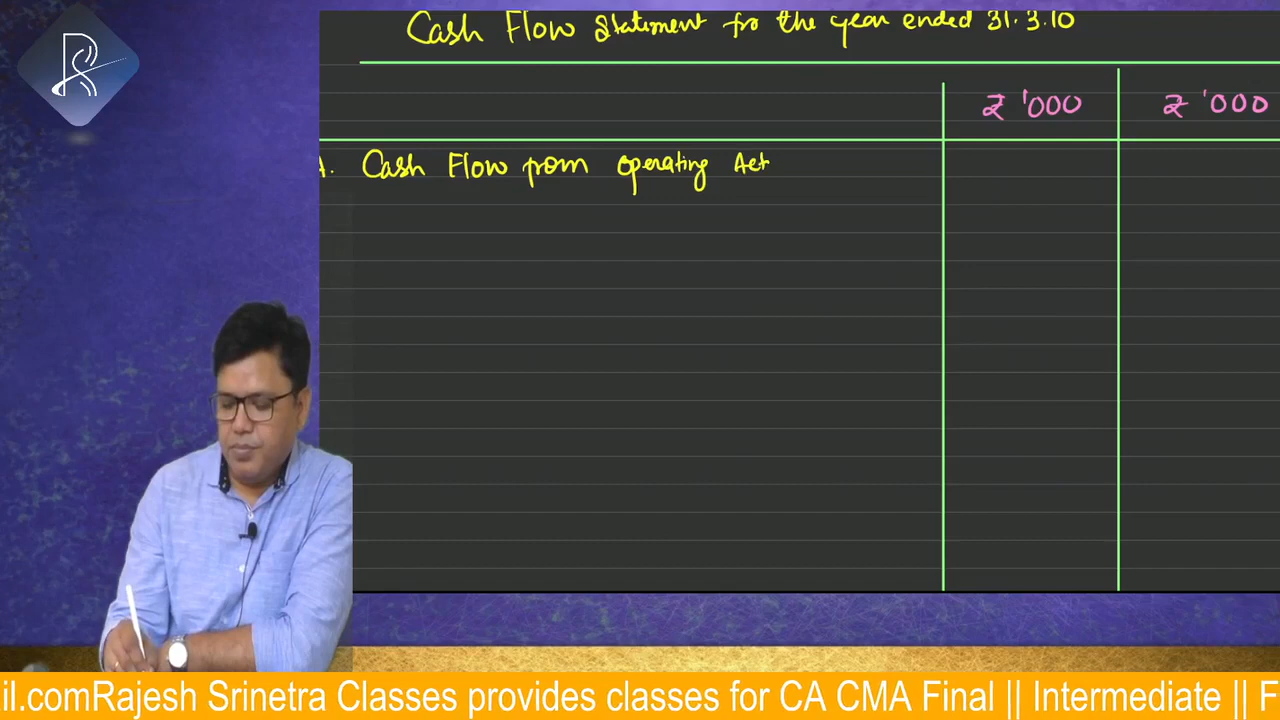 Cash Flow Statement for the year ended 31.3.10
₹ '000 ₹ '000
A. Cash Flow from operating Act
il.comRajesh Srinetra Classes provides classes for CA CMA Final || Intermediate || F